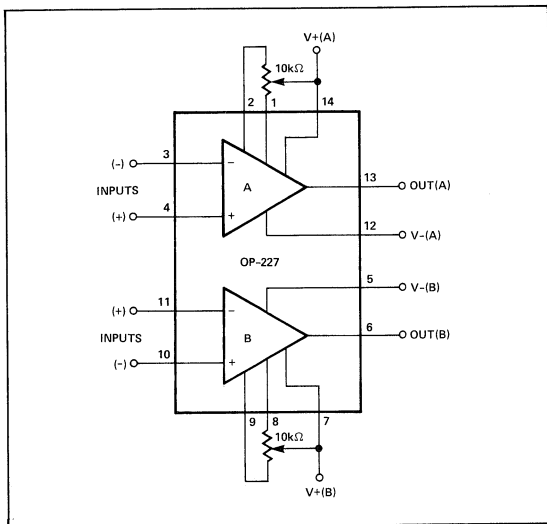 V+(A)
10kΩ
2 1 14
3
(-)
−
A
13
OUT(A)
INPUTS
4
(+)
+
12
V-(A)
OP-227
5
V-(B)
11
(+)
−
B
6
OUT(B)
INPUTS
10
(-)
+
9 8 7
10kΩ
V+(B)